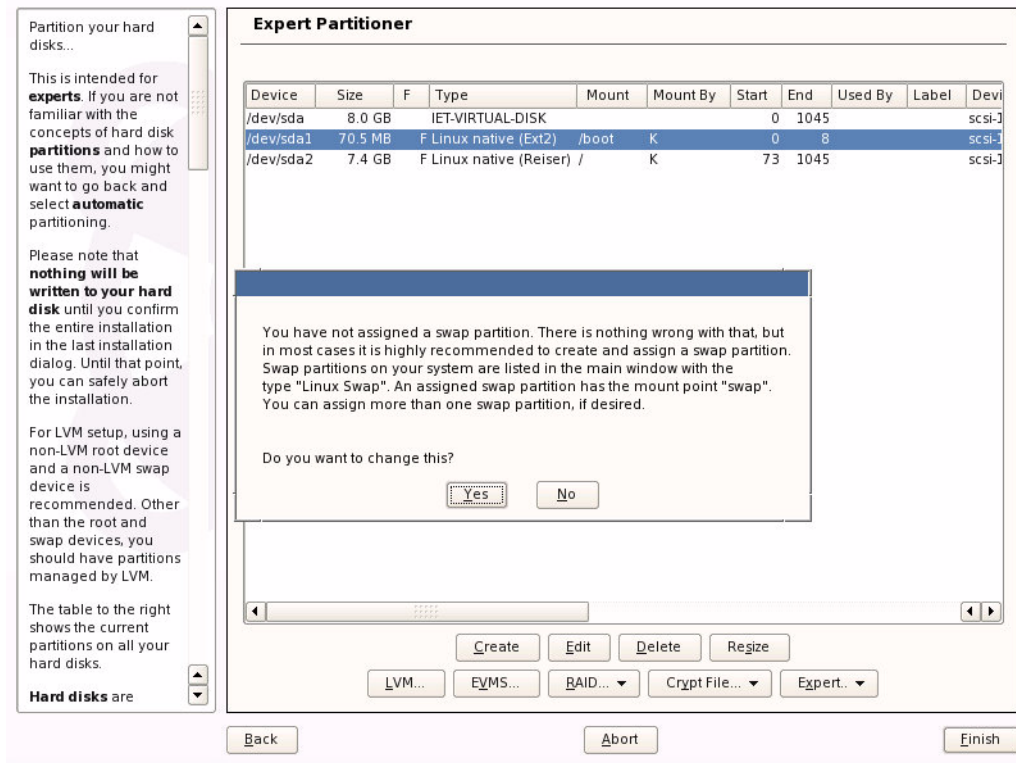 Partition your hard
disks...
This is intended for
experts. If you are not
familiar with the
concepts of hard disk
partitions and how to
use them, you might
want to go back and
select automatic
partitioning.
Please note that
nothing will be
written to your hard
disk until you confirm
the entire installation
in the last installation
dialog. Until that point,
you can safely abort
the installation.
For LVM setup, using a
non-LVM root device
and a non-LVM swap
device is
recommended. Other
than the root and
swap devices, you
should have partitions
managed by LVM.
The table to the right
shows the current
partitions on all your
hard disks.
Hard disks are
Expert Partitioner
Device Size F Type Mount Mount By Start End Used By Label Devi
/dev/sda 8.0 GB IET-VIRTUAL-DISK 0 1045 scsi-1
/dev/sda1 70.5 MB F Linux native (Ext2) /boot K 0 8 scsi-1
/dev/sda2 7.4 GB F Linux native (Reiser) / K 73 1045 scsi-1
You have not assigned a swap partition. There is nothing wrong with that, but
in most cases it is highly recommended to create and assign a swap partition.
Swap partitions on your system are listed in the main window with the
type "Linux Swap". An assigned swap partition has the mount point "swap".
You can assign more than one swap partition, if desired.
Do you want to change this?
Yes No
Create Edit Delete Resize
LVM... EVMS... RAID... Crypt File... Expert..
Back Abort Finish